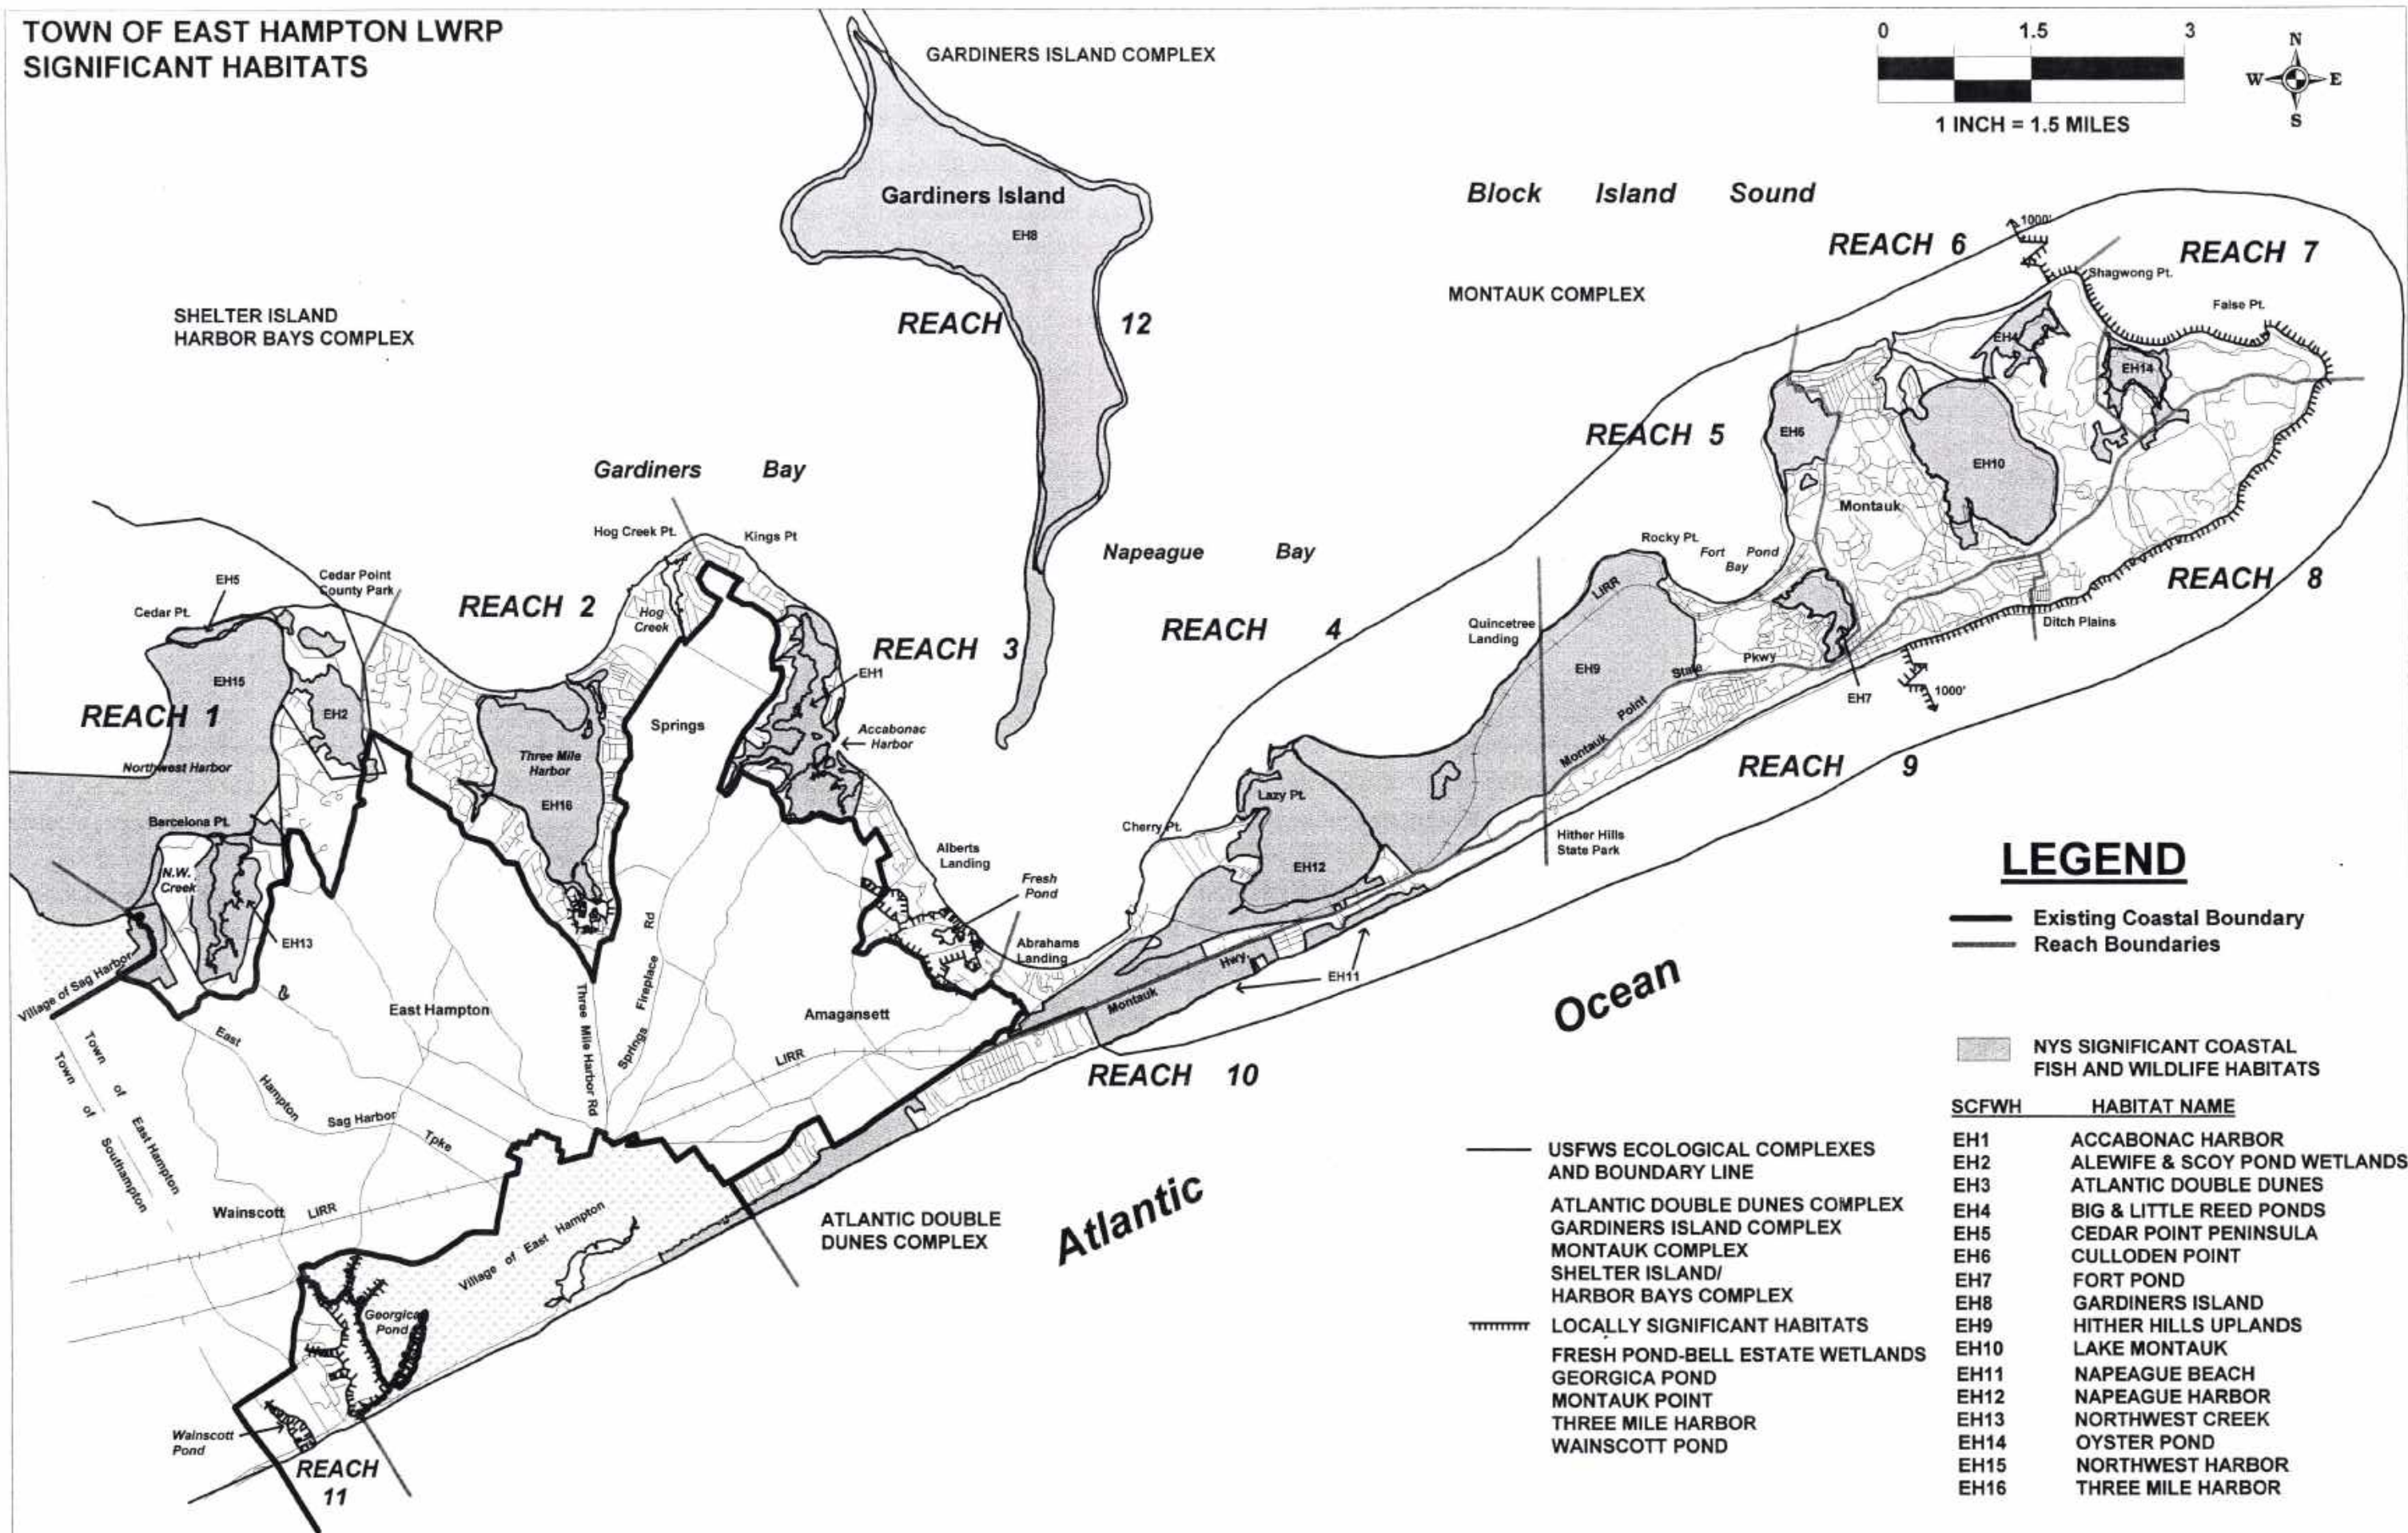 TOWN OF EAST HAMPTON LWRP
SIGNIFICANT HABITATS
GARDINERS ISLAND COMPLEX
0 1.5 3
1 INCH = 1.5 MILES
N
W E
S
Gardiners Island
EH8
Block Island Sound
REACH 6
1000'
REACH 7
Shagwong Pt.
False Pt.
MONTAUK COMPLEX
SHELTER ISLAND
HARBOR BAYS COMPLEX
REACH 12
EH4
EH14
REACH 5
EH6
EH10
Montauk
Gardiners Bay
Hog Creek Pt.
Kings Pt
Napeague Bay
Rocky Pt.
Fort Pond
Bay
LIRR
REACH 8
Ditch Plains
EH5
Cedar Pt.
Cedar Point
County Park
REACH 2
Hog
Creek
REACH 3
REACH 4
Quincetree
Landing
EH9
Montauk Point State Pkwy
EH7
1000'
EH15
REACH 1
EH2
EH1
Springs
Accabonac
Harbor
Three Mile
Harbor
EH16
Northwest Harbor
REACH 9
Lazy Pt.
Cherry Pt.
EH12
Hither Hills
State Park
Barcelona Pt.
N.W.
Creek
EH13
Alberts
Landing
Fresh
Pond
Abrahams
Landing
Village of Sag Harbor
Town of East Hampton
Town of Southampton
East Hampton
Three Mile Harbor Rd
Springs Fireplace Rd
Amagansett
LIRR
Montauk Hwy.
EH11
REACH 10
East Hampton Sag Harbor Tpke
Atlantic Ocean
Wainscott
LIRR
Village of East Hampton
ATLANTIC DOUBLE
DUNES COMPLEX
Georgica
Pond
Wainscott
Pond
REACH
11
LEGEND
Existing Coastal Boundary
Reach Boundaries
NYS SIGNIFICANT COASTAL
FISH AND WILDLIFE HABITATS
USFWS ECOLOGICAL COMPLEXES
AND BOUNDARY LINE
ATLANTIC DOUBLE DUNES COMPLEX
GARDINERS ISLAND COMPLEX
MONTAUK COMPLEX
SHELTER ISLAND/
HARBOR BAYS COMPLEX
LOCALLY SIGNIFICANT HABITATS
FRESH POND-BELL ESTATE WETLANDS
GEORGICA POND
MONTAUK POINT
THREE MILE HARBOR
WAINSCOTT POND
SCFWH HABITAT NAME
EH1 ACCABONAC HARBOR
EH2 ALEWIFE & SCOY POND WETLANDS
EH3 ATLANTIC DOUBLE DUNES
EH4 BIG & LITTLE REED PONDS
EH5 CEDAR POINT PENINSULA
EH6 CULLODEN POINT
EH7 FORT POND
EH8 GARDINERS ISLAND
EH9 HITHER HILLS UPLANDS
EH10 LAKE MONTAUK
EH11 NAPEAGUE BEACH
EH12 NAPEAGUE HARBOR
EH13 NORTHWEST CREEK
EH14 OYSTER POND
EH15 NORTHWEST HARBOR
EH16 THREE MILE HARBOR